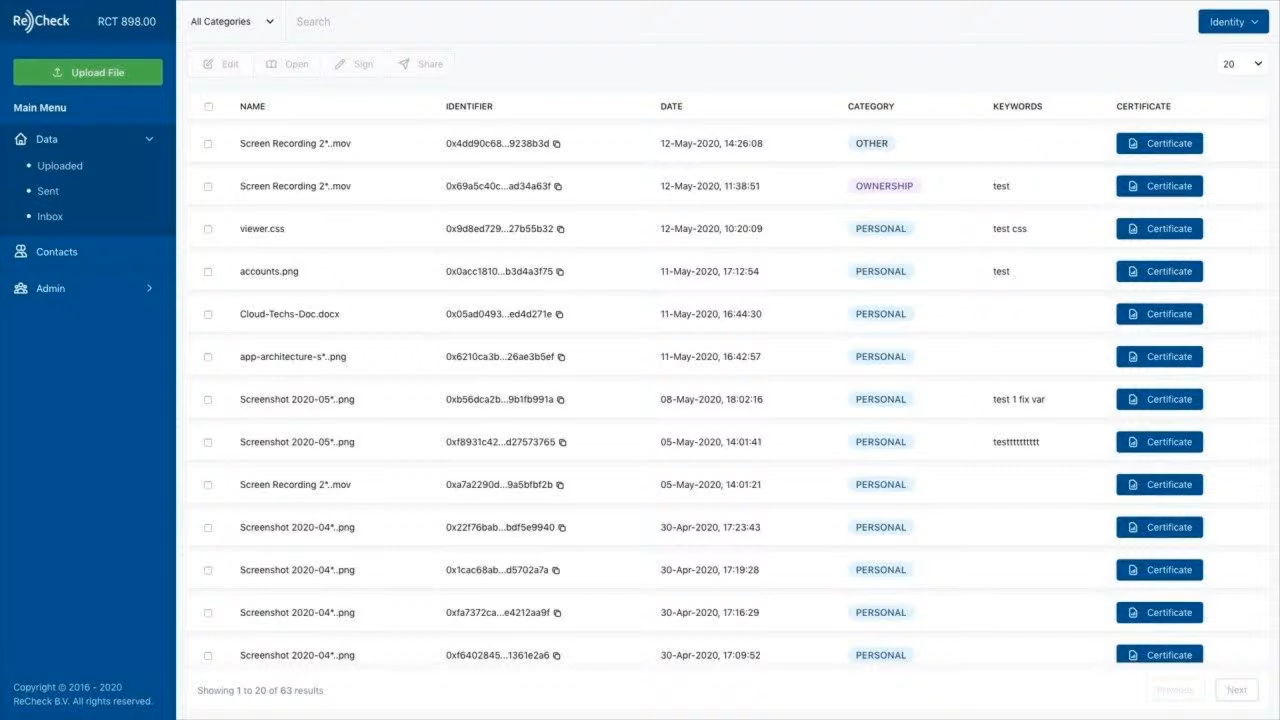 Re Check RCT 898.00
All Categories Search Identity
Upload File
Edit Open Sign Share 20
Main Menu
Data
Uploaded
Sent
Inbox
Contacts
Admin
NAME IDENTIFIER DATE CATEGORY KEYWORDS CERTIFICATE
Screen Recording 2*..mov 0x4dd90c68...9238b3d 12-May-2020, 14:26:08 OTHER Certificate
Screen Recording 2*..mov 0x69a5c40c...ad34a63f 12-May-2020, 11:38:51 OWNERSHIP test Certificate
viewer.css 0x9d8ed729...27b55b32 12-May-2020, 10:20:09 PERSONAL test css Certificate
accounts.png 0x0acc1810...b3d4a3f75 11-May-2020, 17:12:54 PERSONAL test Certificate
Cloud-Techs-Doc.docx 0x05ad0493...ed4d271e 11-May-2020, 16:44:30 PERSONAL Certificate
app-architecture-s*..png 0x6210ca3b...26ae3b5ef 11-May-2020, 16:42:57 PERSONAL Certificate
Screenshot 2020-05*..png 0xb56dca2b...9b1fb991a 08-May-2020, 18:02:16 PERSONAL test 1 fix var Certificate
Screenshot 2020-05*..png 0xf8931c42...d27573765 05-May-2020, 14:01:41 PERSONAL testttttttttt Certificate
Screen Recording 2*..mov 0xa7a2290d...9a5bfbf2b 05-May-2020, 14:01:21 PERSONAL Certificate
Screenshot 2020-04*..png 0x22f76bab...bdf5e9940 30-Apr-2020, 17:23:43 PERSONAL Certificate
Screenshot 2020-04*..png 0x1cac68ab...d5702a7a 30-Apr-2020, 17:19:28 PERSONAL Certificate
Screenshot 2020-04*..png 0xfa7372ca...e4212aa9f 30-Apr-2020, 17:16:29 PERSONAL Certificate
Screenshot 2020-04*..png 0xf6402845...1361e2a6 30-Apr-2020, 17:09:52 PERSONAL Certificate
Showing 1 to 20 of 63 results Previous Next
Copyright © 2016 - 2020
ReCheck B.V. All rights reserved.